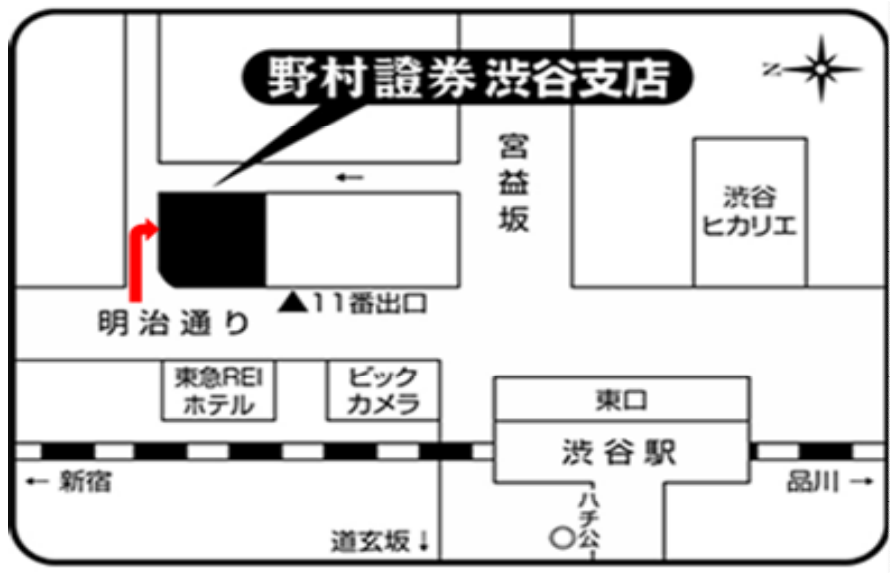 野村證券 渋谷支店
N
宮益坂
←
渋谷
ヒカリエ
▲11番出口
明治通り
東急REI
ホテル
ビック
カメラ
東口
渋谷駅
← 新宿
品川 →
ハチ公
道玄坂↓